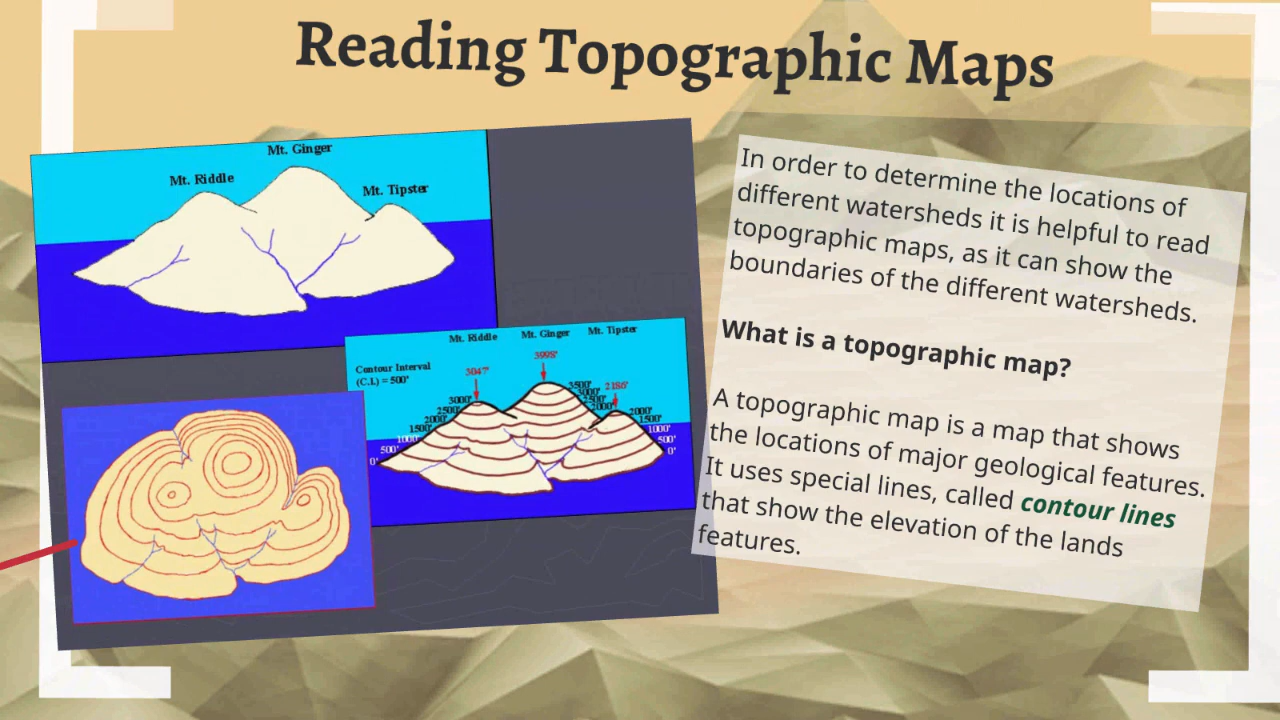 Reading Topographic Maps
Mt. Ginger
Mt. Riddle
Mt. Tipster
Mt. Riddle
Mt. Ginger
Mt. Tipster
Contour Interval
(C.I.) = 500'
3047'
3998'
2186'
3000'
2500'
2000'
1500'
1000'
500'
0'
3500'
3000'
2500'
2000'
2000'
1500'
1000'
500'
0'
In order to determine the locations of
different watersheds it is helpful to read
topographic maps, as it can show the
boundaries of the different watersheds.
What is a topographic map?
A topographic map is a map that shows
the locations of major geological features.
It uses special lines, called contour lines
that show the elevation of the lands
features.